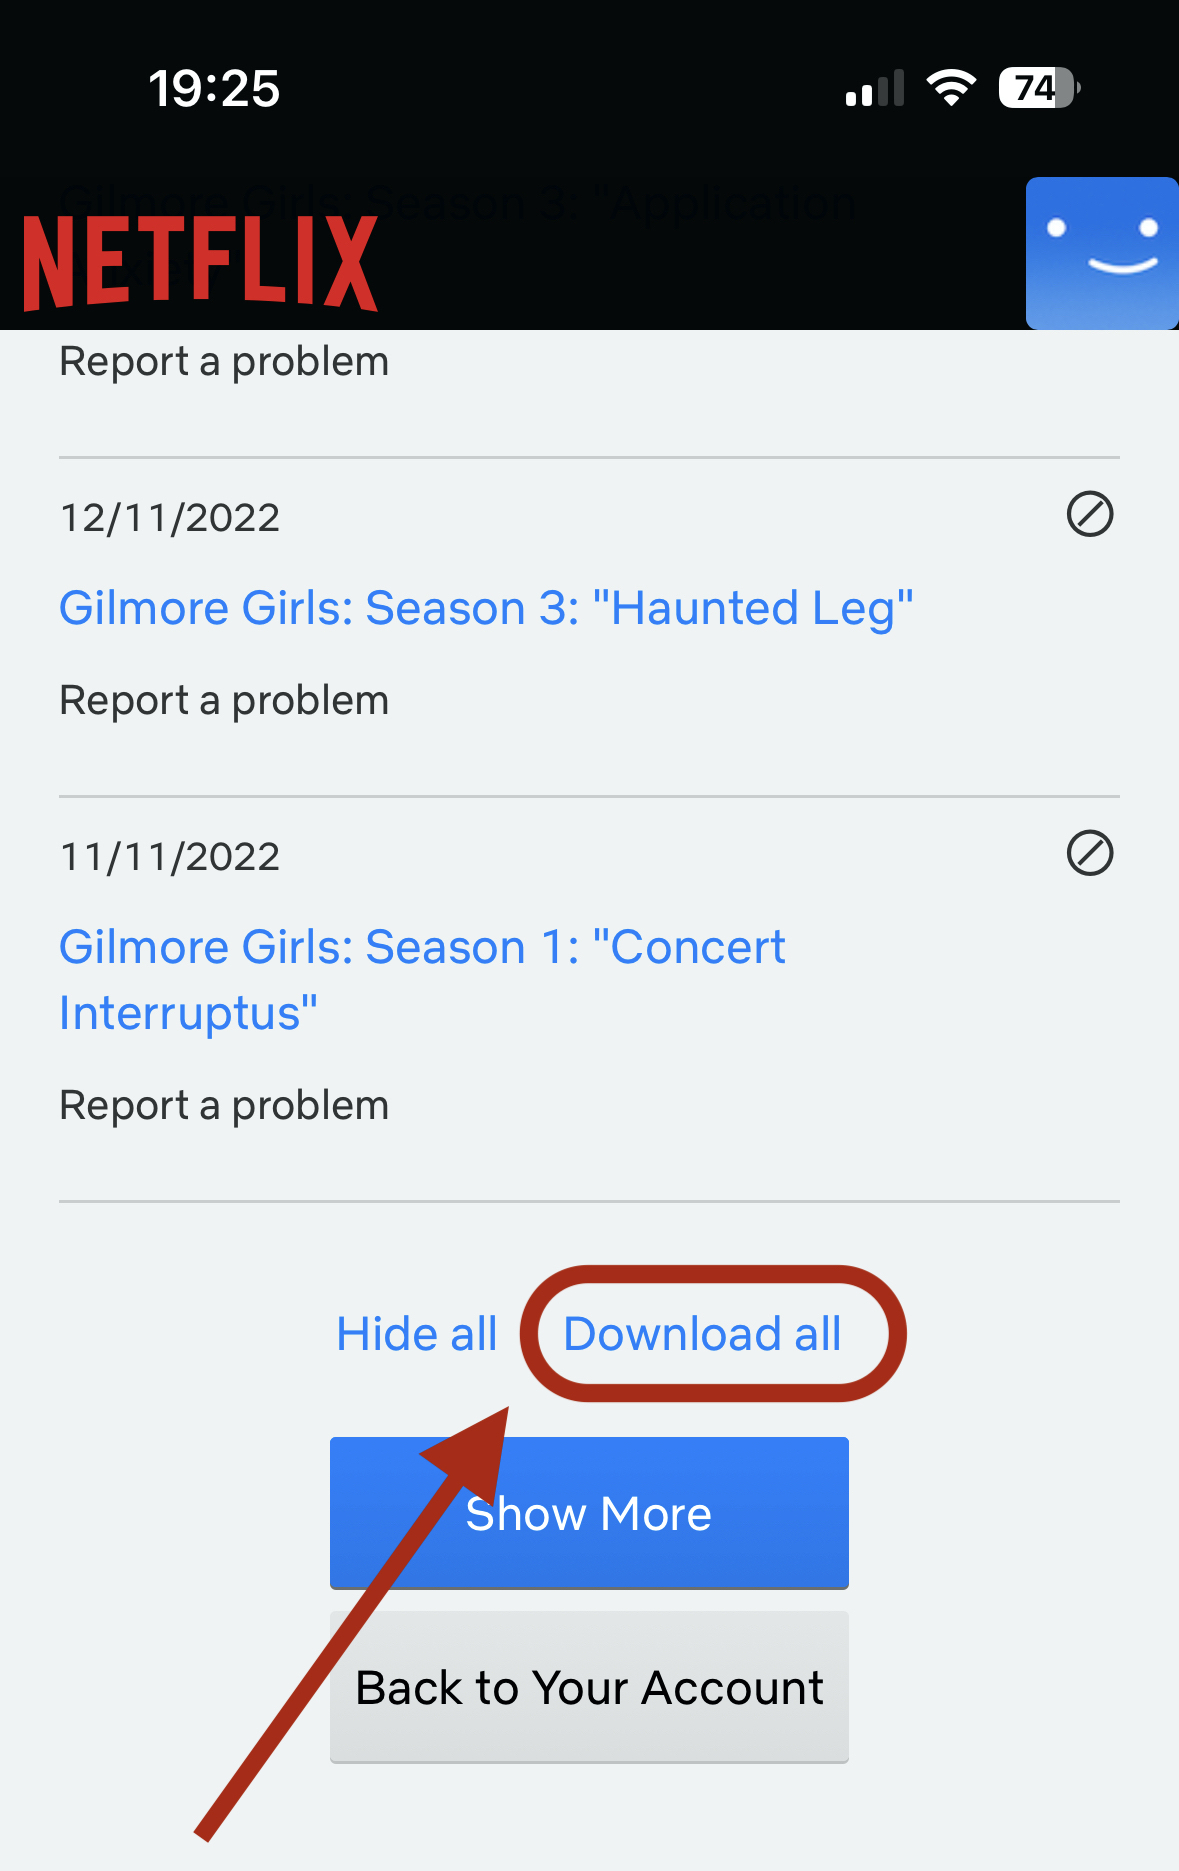 19:25
74
Gilmore Girls: Season 3: "Application
NETFLIX
Report a problem
12/11/2022
Gilmore Girls: Season 3: "Haunted Leg"
Report a problem
11/11/2022
Gilmore Girls: Season 1: "Concert
Interruptus"
Report a problem
Hide all
Download all
Show More
Back to Your Account